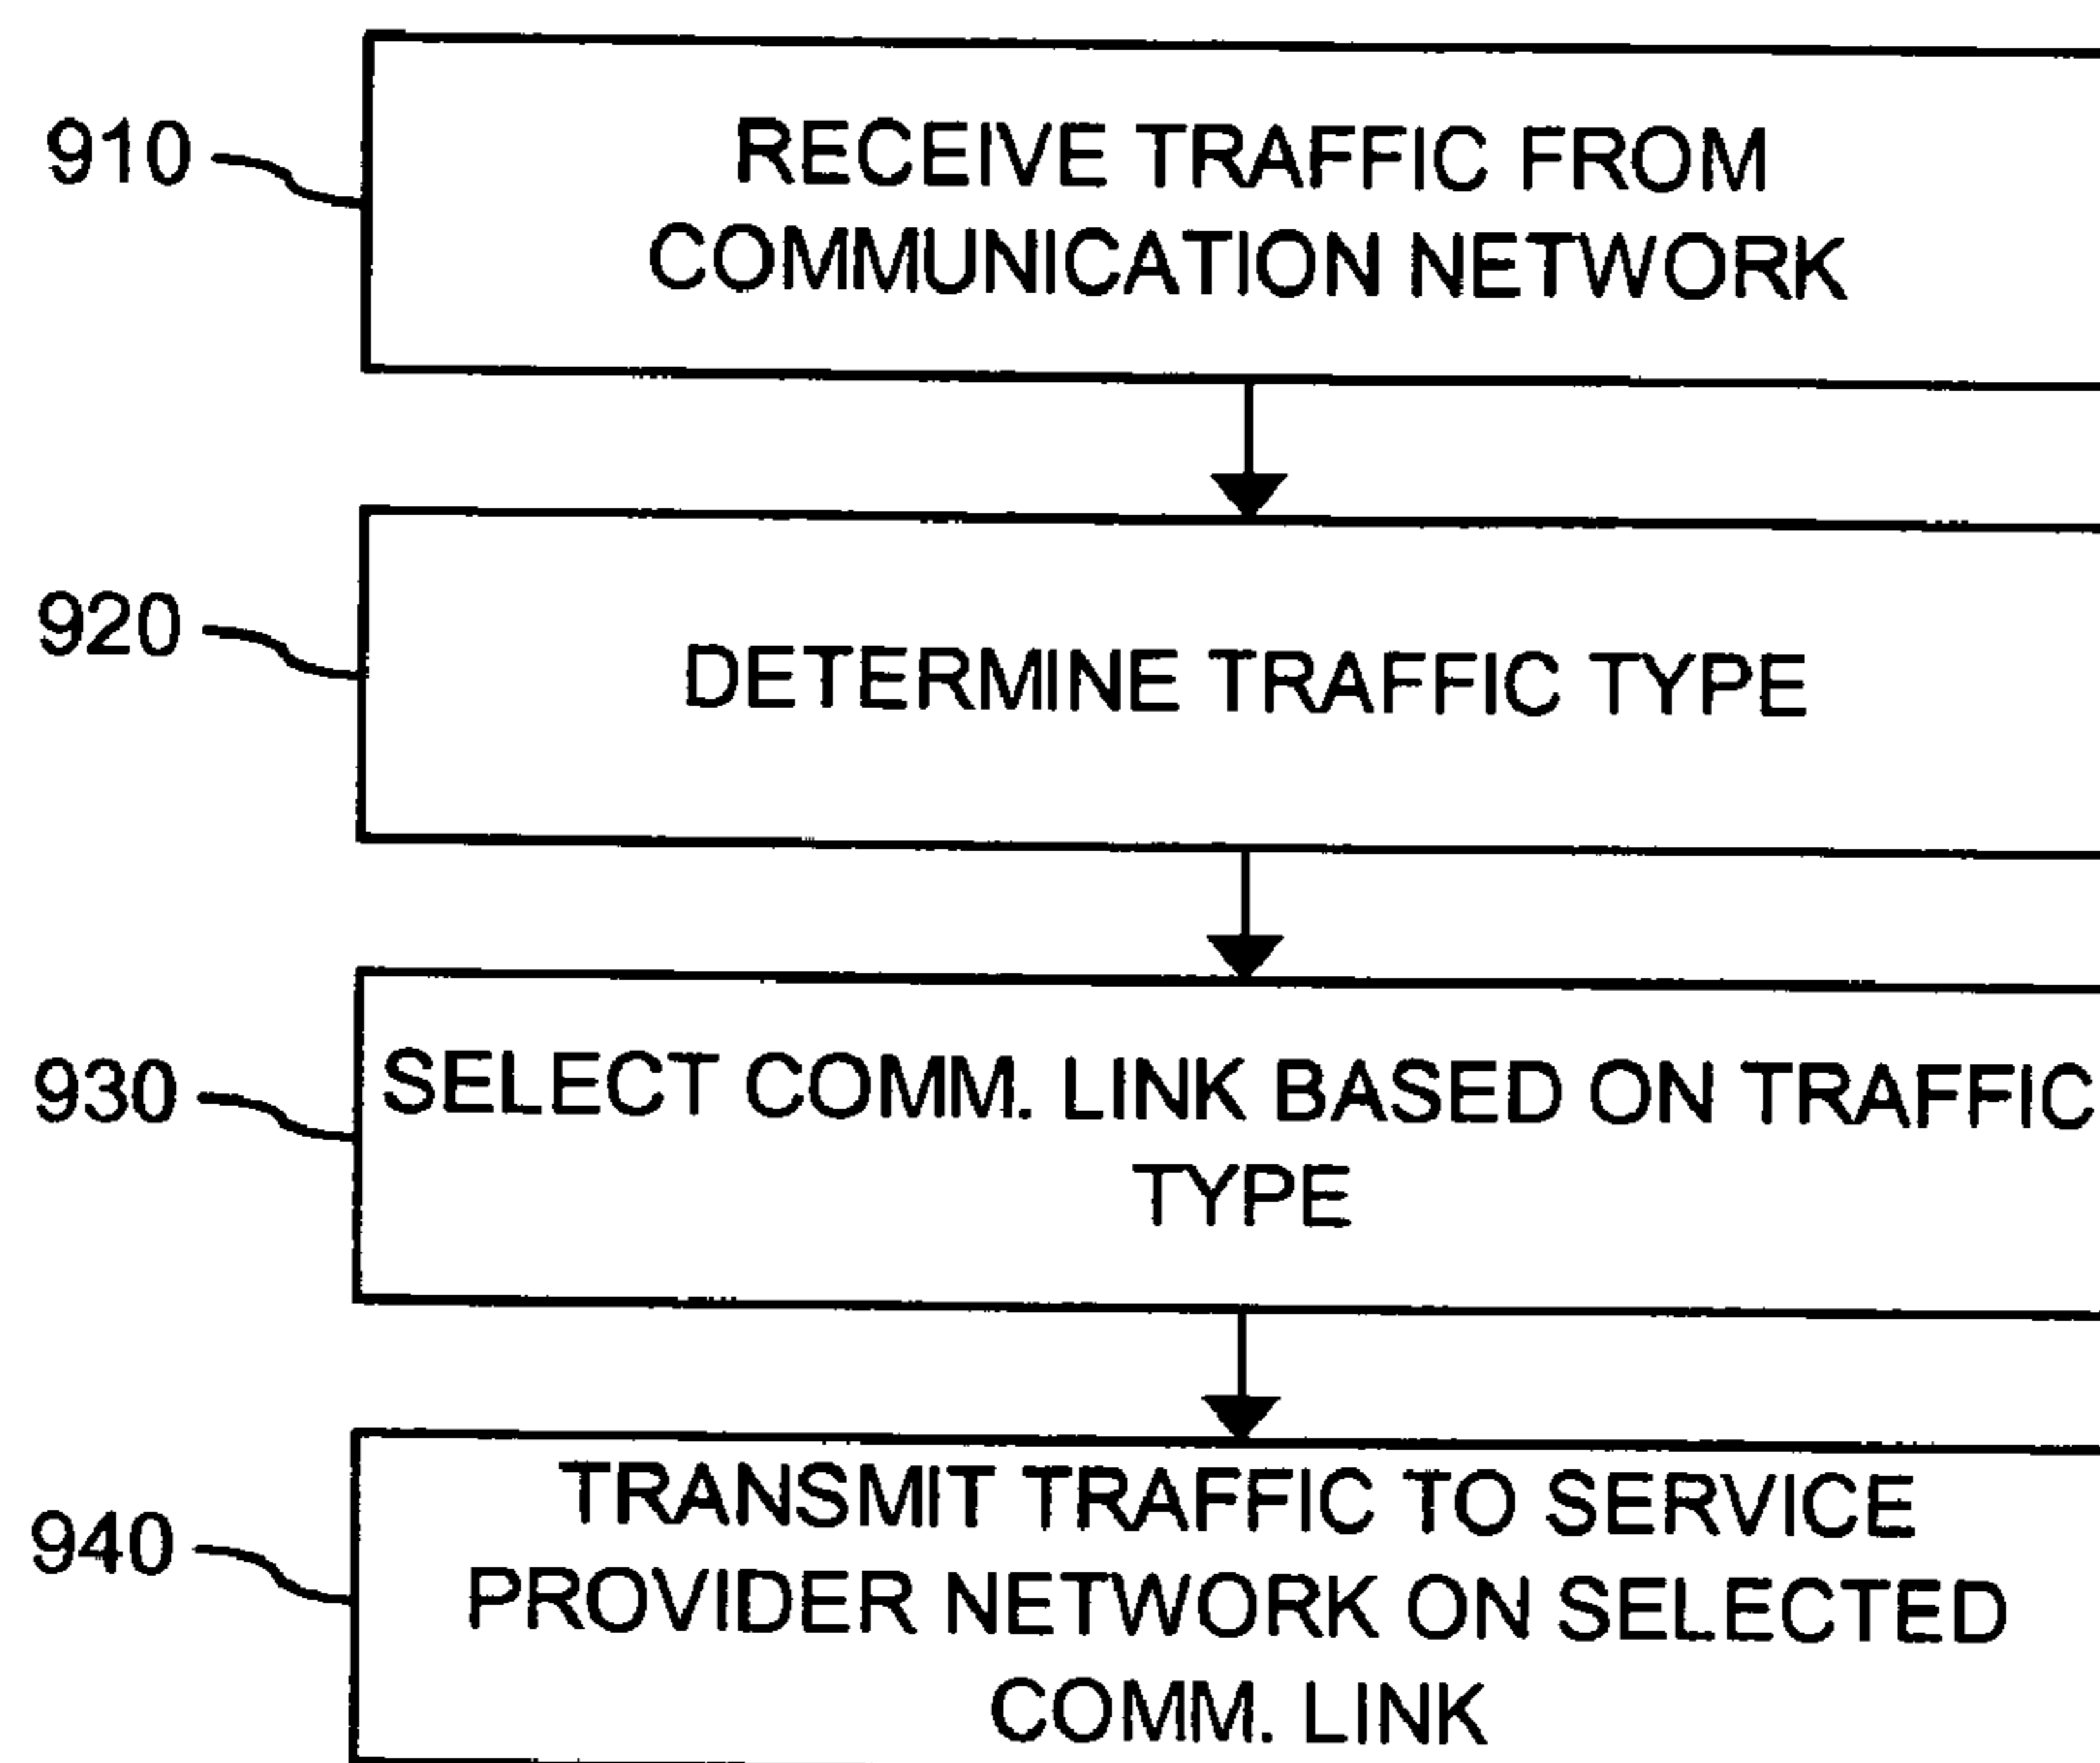 910
RECEIVE TRAFFIC FROM
COMMUNICATION NETWORK
920
DETERMINE TRAFFIC TYPE
930
SELECT COMM. LINK BASED ON TRAFFIC
TYPE
940
TRANSMIT TRAFFIC TO SERVICE
PROVIDER NETWORK ON SELECTED
COMM. LINK